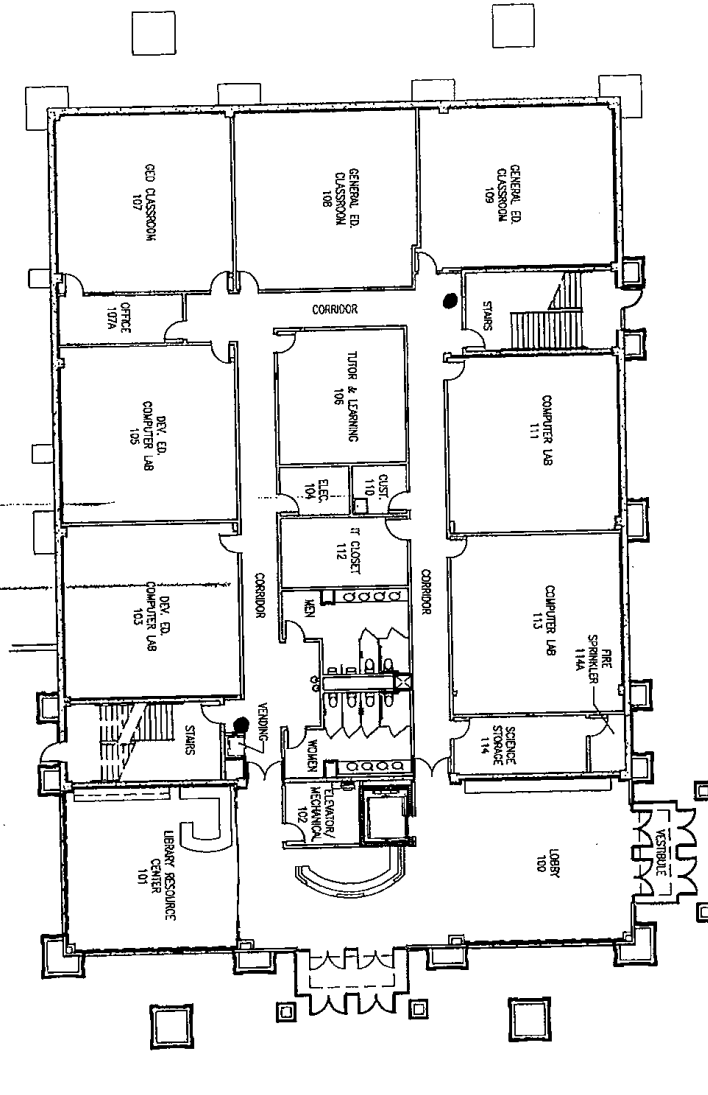 GED CLASSROOM
107
GENERAL ED.
CLASSROOM
108
GENERAL ED.
CLASSROOM
109
OFFICE
107A
CORRIDOR
STAIRS
DEV. ED.
COMPUTER LAB
105
TUTOR & LEARNING
106
COMPUTER LAB
111
ELEC.
104
CUST.
110
IT CLOSET
112
DEV. ED.
COMPUTER LAB
103
CORRIDOR
MEN
CORRIDOR
COMPUTER LAB
113
FIRE
SPRINKLER
114A
STAIRS
VENDING
WOMEN
SCIENCE
STORAGE
114
ELEVATOR/
MECHANICAL
102
LIBRARY RESOURCE
CENTER
101
LOBBY
100
VESTIBULE